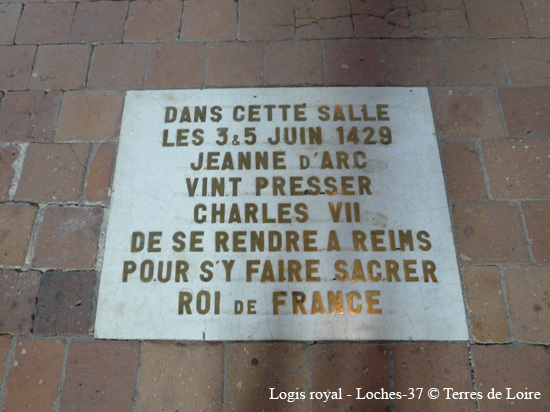 DANS CETTE SALLE
LES 3 & 5 JUIN 1429
JEANNE D'ARC
VINT PRESSER
CHARLES VII
DE SE RENDRE A REIMS
POUR S'Y FAIRE SACRER
ROI DE FRANCE
Logis royal - Loches-37 © Terres de Loire